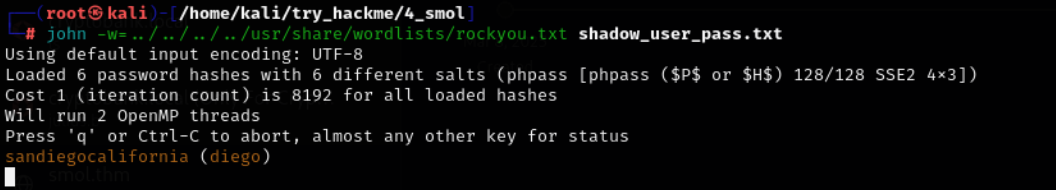 ┌──(root㉿kali)-[/home/kali/try_hackme/4_smol]
└─# john -w=../../../../usr/share/wordlists/rockyou.txt shadow_user_pass.txt
Using default input encoding: UTF-8
Loaded 6 password hashes with 6 different salts (phpass [phpass ($P$ or $H$) 128/128 SSE2 4×3])
Cost 1 (iteration count) is 8192 for all loaded hashes
Will run 2 OpenMP threads
Press 'q' or Ctrl-C to abort, almost any other key for status
sandiegocalifornia (diego)
smol.thm